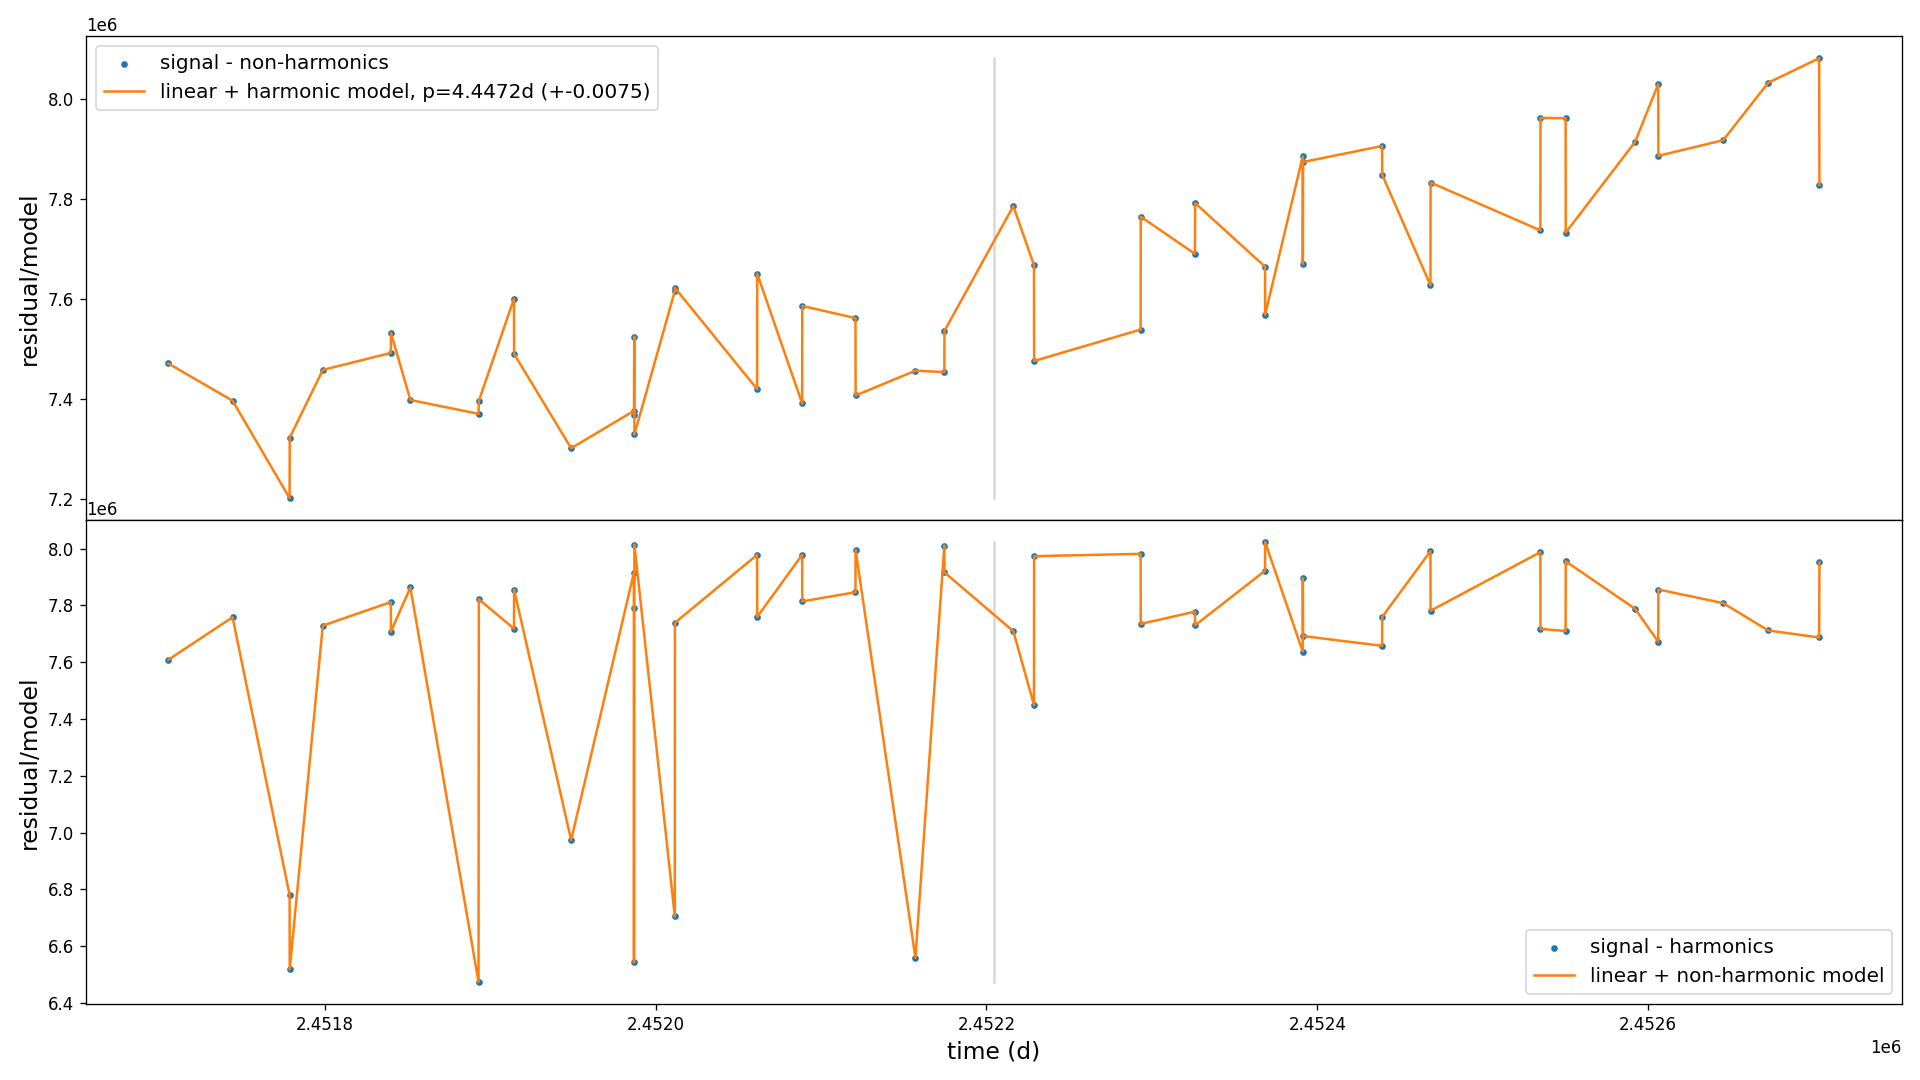 1e6
signal - non-harmonics
linear + harmonic model, p=4.4472d (+-0.0075)
8.0
7.8
7.6
7.4
7.2
residual/model
1e6
8.0
7.8
7.6
7.4
7.2
7.0
6.8
6.6
6.4
residual/model
signal - harmonics
linear + non-harmonic model
2.4518
2.4520
2.4522
2.4524
2.4526
time (d)
1e6